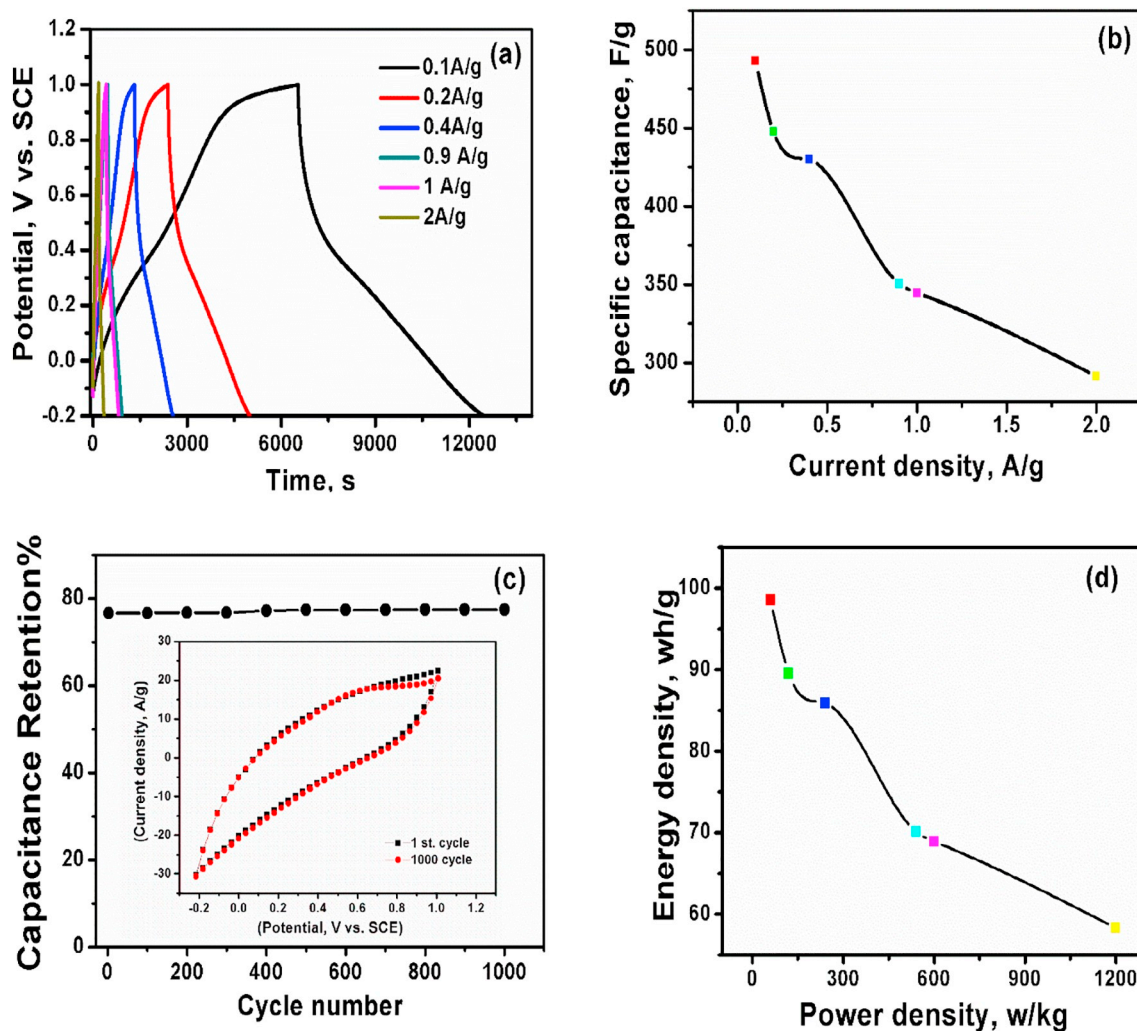 (a)
Potential, V vs. SCE
1.2
1.0
0.8
0.6
0.4
0.2
0.0
-0.2
0.1A/g
0.2A/g
0.4A/g
0.9 A/g
1 A/g
2A/g
0 3000 6000 9000 12000
Time, s
(b)
Specific capacitance, F/g
500
450
400
350
300
0.0 0.5 1.0 1.5 2.0
Current density, A/g
(c)
Capacitance Retention%
80
60
40
20
0
(Current density, A/g)
30
20
10
0
-10
-20
-30
1 st. cycle
1000 cycle
-0.2 0.0 0.2 0.4 0.6 0.8 1.0 1.2
(Potential, V vs. SCE)
0 200 400 600 800 1000
Cycle number
(d)
Energy density, wh/g
100
90
80
70
60
0 300 600 900 1200
Power density, w/kg